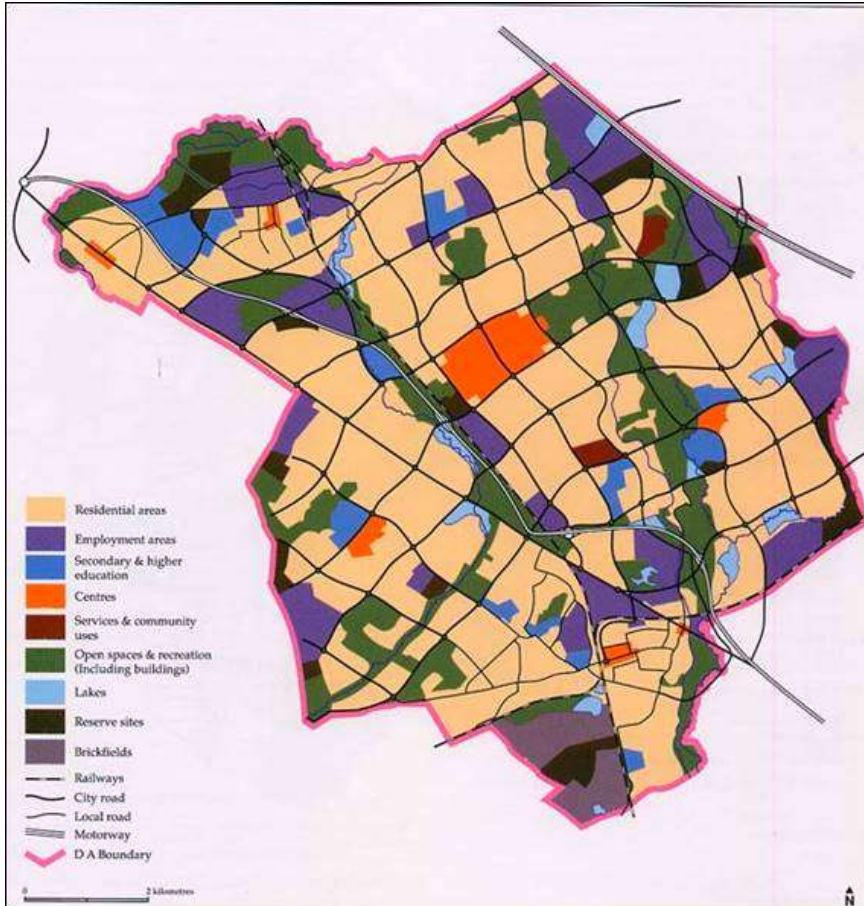 Residential areas
Employment areas
Secondary & higher
education
Centres
Services & community
uses
Open spaces & recreation
(Including buildings)
Lakes
Reserve sites
Brickfields
Railways
City road
Local road
Motorway
D A Boundary
0 2 kilometres
N